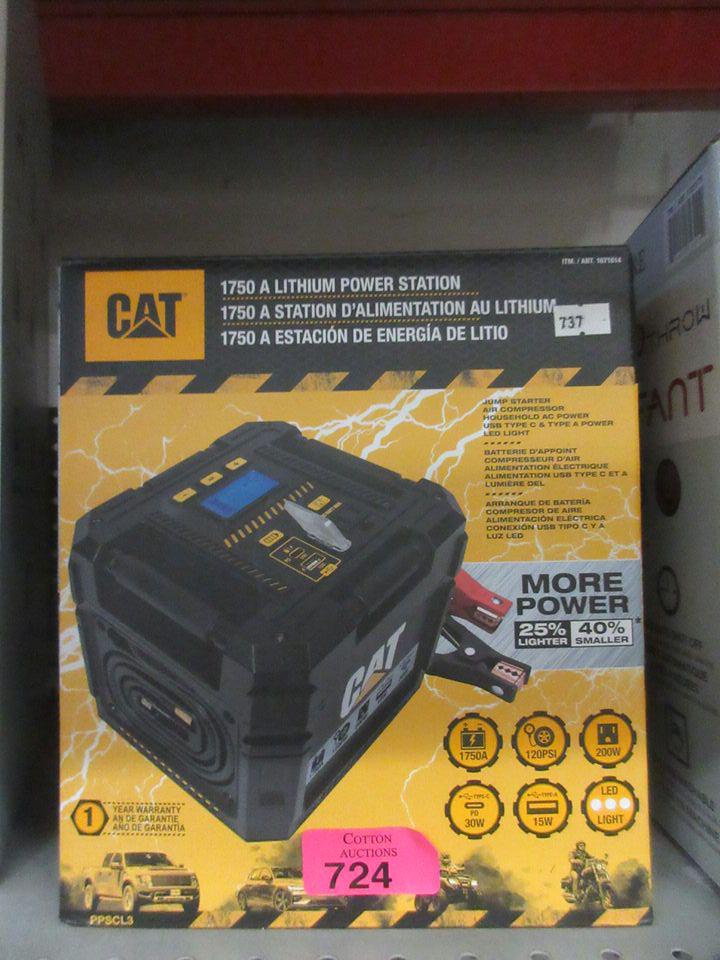 ITM. / ART. 1671614
CAT
1750 A LITHIUM POWER STATION
1750 A STATION D'ALIMENTATION AU LITHIUM
737
1750 A ESTACIÓN DE ENERGÍA DE LITIO
JUMP STARTER
AIR COMPRESSOR
HOUSEHOLD AC POWER
USB TYPE C & TYPE A POWER
LED LIGHT
BATTERIE D'APPOINT
COMPRESSEUR D'AIR
ALIMENTATION ÉLECTRIQUE
ALIMENTATION USB TYPE C ET A
LUMIÈRE DEL
ARRANQUE DE BATERÍA
COMPRESOR DE AIRE
ALIMENTACIÓN ELÉCTRICA
CONEXIÓN USB TIPO C Y A
LUZ LED
MORE
POWER
25% LIGHTER
40% SMALLER*
CAT
1750A
120PSI
200W
TYPE-C
PD
30W
TYPE-A
15W
LED
LIGHT
1 YEAR WARRANTY
AN DE GARANTIE
AÑO DE GARANTÍA
COTTON
AUCTIONS
724
PPSCL3